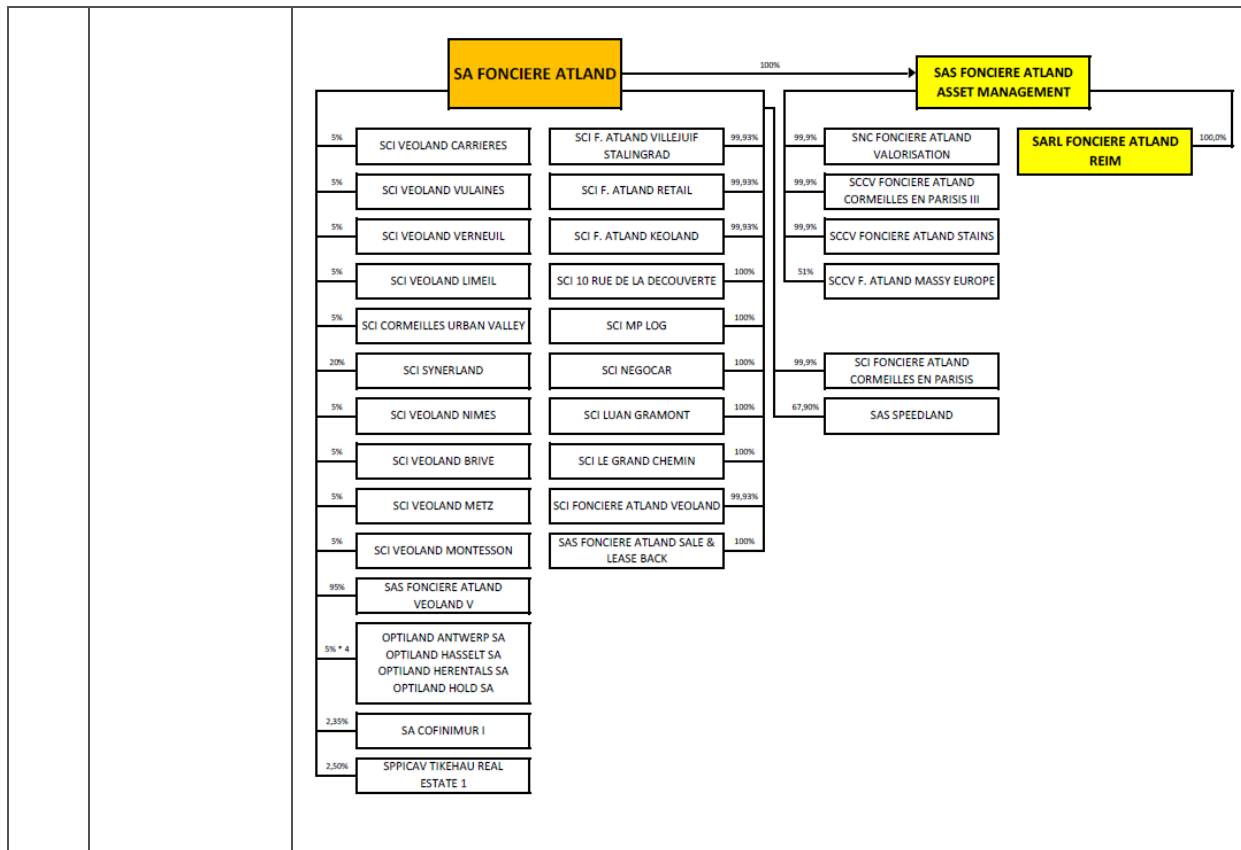 SA FONCIERE ATLAND
100%
SAS FONCIERE ATLAND
ASSET MANAGEMENT
5%
SCI VEOLAND CARRIERES
SCI F. ATLAND VILLEJUIF
STALINGRAD
99,93%
99,9%
SNC FONCIERE ATLAND
VALORISATION
SARL FONCIERE ATLAND
REIM
100,0%
5%
SCI VEOLAND VULAINES
SCI F. ATLAND RETAIL
99,93%
99,9%
SCCV FONCIERE ATLAND
CORMEILLES EN PARISIS III
5%
SCI VEOLAND VERNEUIL
SCI F. ATLAND KEOLAND
99,93%
99,9%
SCCV FONCIERE ATLAND STAINS
5%
SCI VEOLAND LIMEIL
SCI 10 RUE DE LA DECOUVERTE
100%
51%
SCCV F. ATLAND MASSY EUROPE
5%
SCI CORMEILLES URBAN VALLEY
SCI MP LOG
100%
20%
SCI SYNERLAND
SCI NEGOCAR
100%
99,9%
SCI FONCIERE ATLAND
CORMEILLES EN PARISIS
5%
SCI VEOLAND NIMES
SCI LUAN GRAMONT
100%
67,90%
SAS SPEEDLAND
5%
SCI VEOLAND BRIVE
SCI LE GRAND CHEMIN
100%
5%
SCI VEOLAND METZ
SCI FONCIERE ATLAND VEOLAND
99,93%
5%
SCI VEOLAND MONTESSON
SAS FONCIERE ATLAND SALE &
LEASE BACK
100%
95%
SAS FONCIERE ATLAND
VEOLAND V
5% * 4
OPTILAND ANTWERP SA
OPTILAND HASSELT SA
OPTILAND HERENTALS SA
OPTILAND HOLD SA
2,35%
SA COFINIMUR I
2,50%
SPPICAV TIKEHAU REAL
ESTATE 1